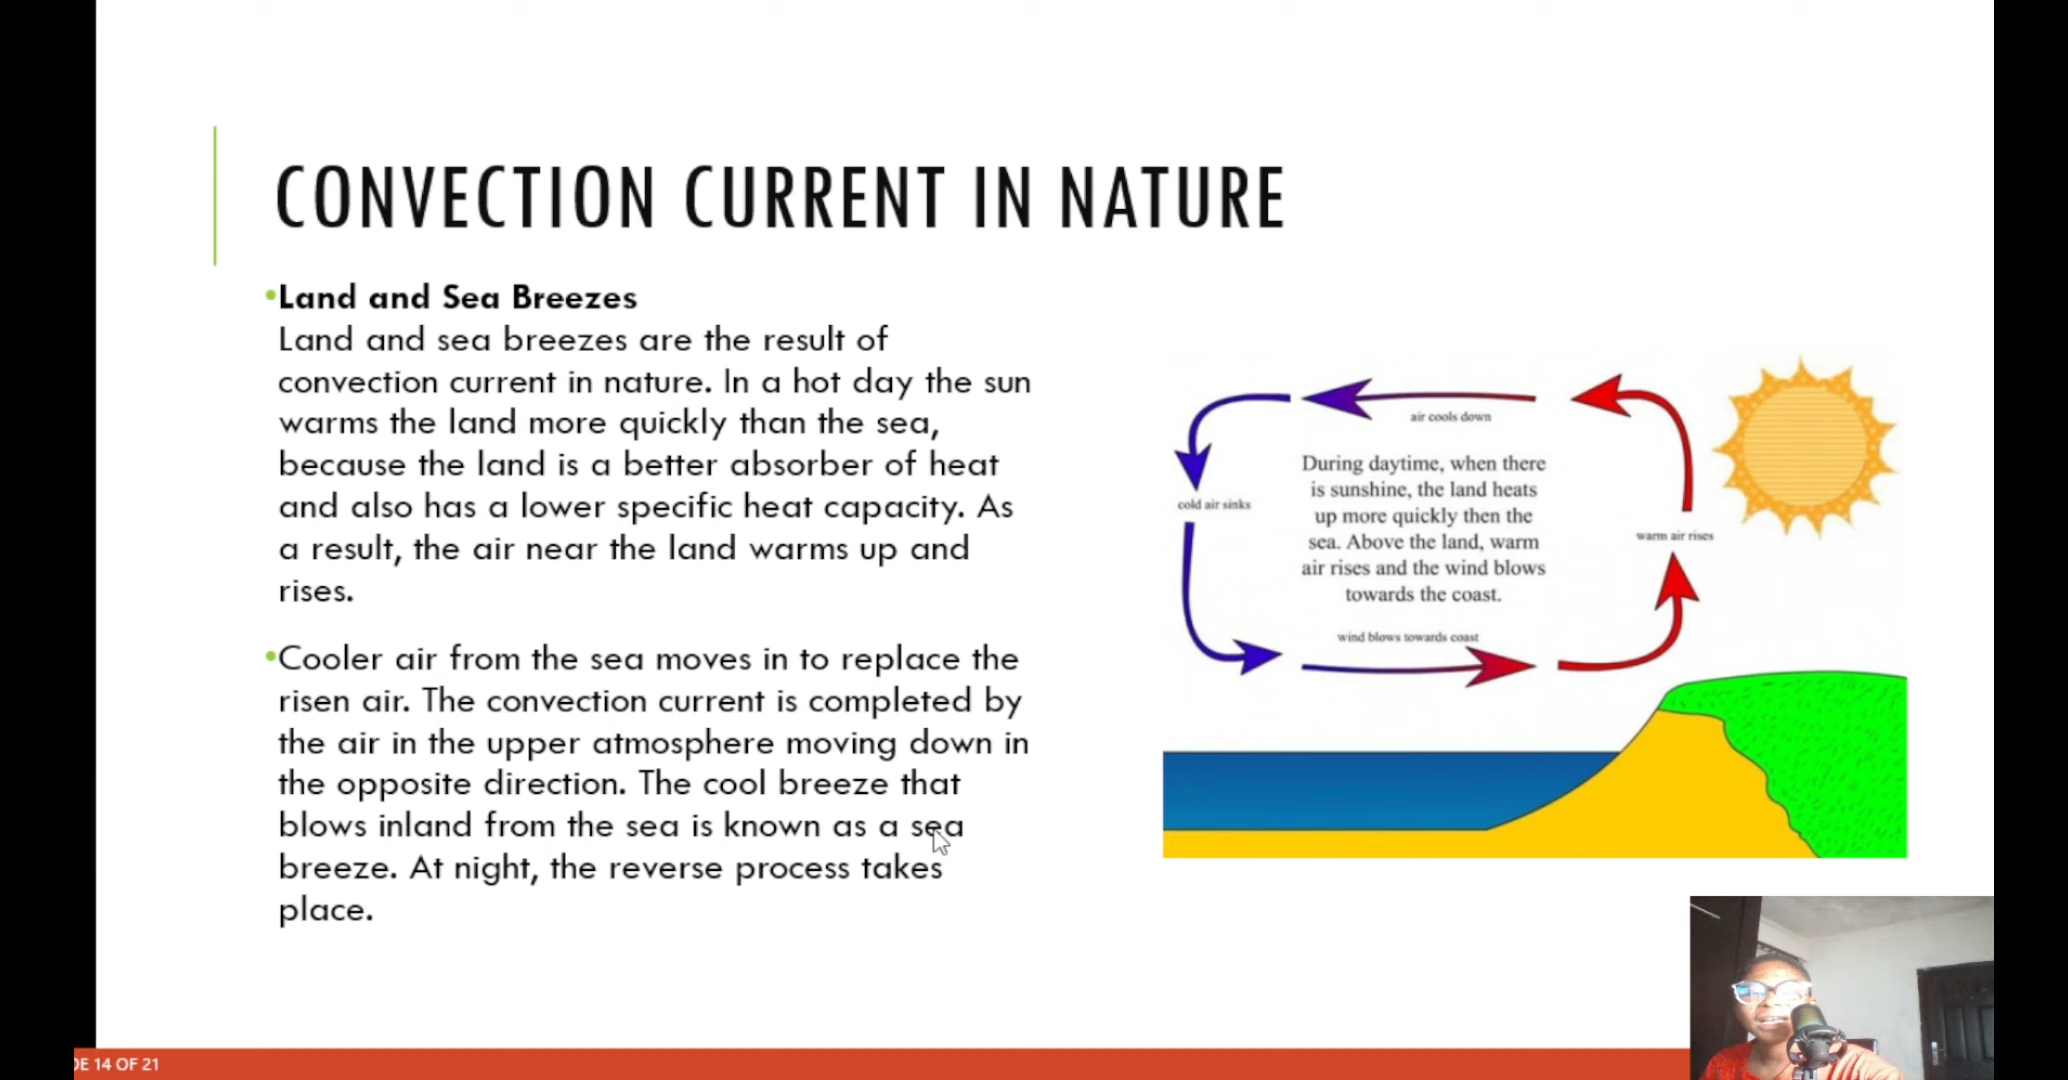 CONVECTION CURRENT IN NATURE
•Land and Sea Breezes
Land and sea breezes are the result of
convection current in nature. In a hot day the sun
warms the land more quickly than the sea,
because the land is a better absorber of heat
and also has a lower specific heat capacity. As
a result, the air near the land warms up and
rises.
•Cooler air from the sea moves in to replace the
risen air. The convection current is completed by
the air in the upper atmosphere moving down in
the opposite direction. The cool breeze that
blows inland from the sea is known as a sea
breeze. At night, the reverse process takes
place.
air cools down
During daytime, when there
is sunshine, the land heats
up more quickly then the
sea. Above the land, warm
air rises and the wind blows
towards the coast.
cold air sinks
warm air rises
wind blows towards coast
DE 14 OF 21